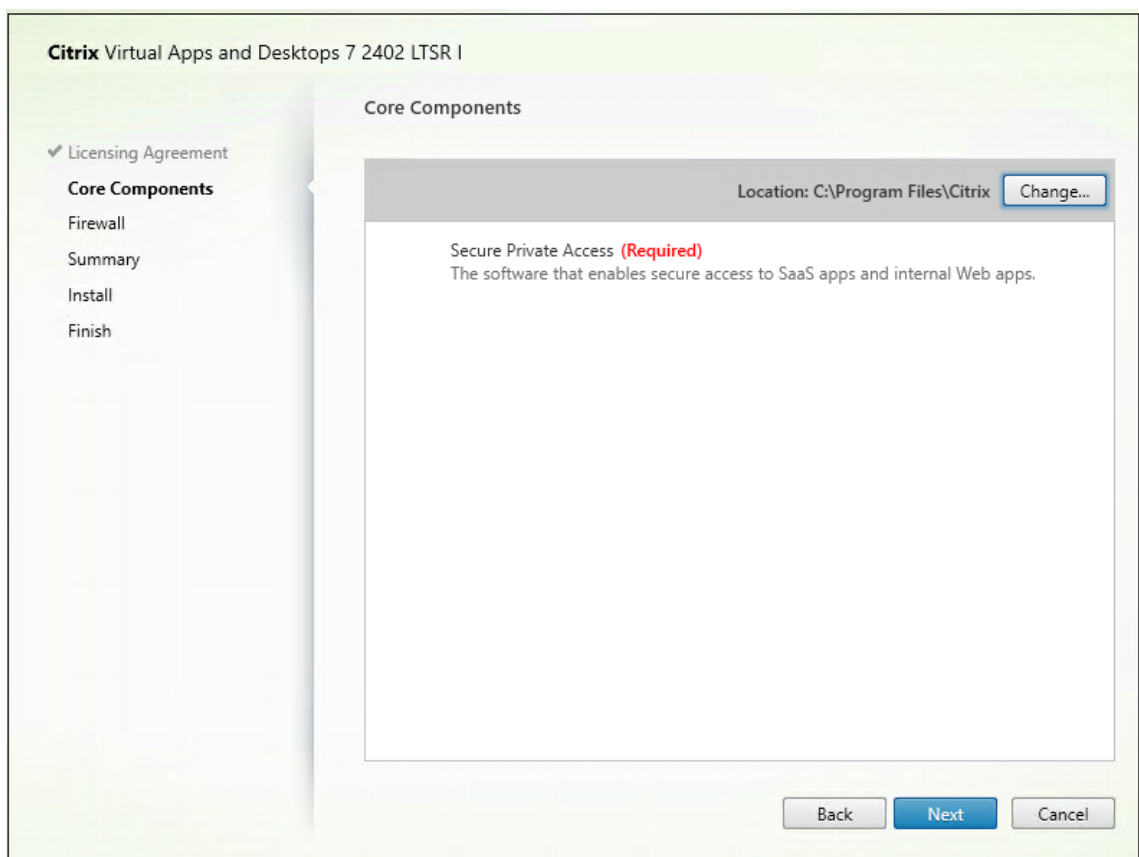 Citrix Virtual Apps and Desktops 7 2402 LTSR I
Core Components
Licensing Agreement
Core Components
Firewall
Summary
Install
Finish
Location: C:\Program Files\Citrix
Change...
Secure Private Access (Required)
The software that enables secure access to SaaS apps and internal Web apps.
Back
Next
Cancel